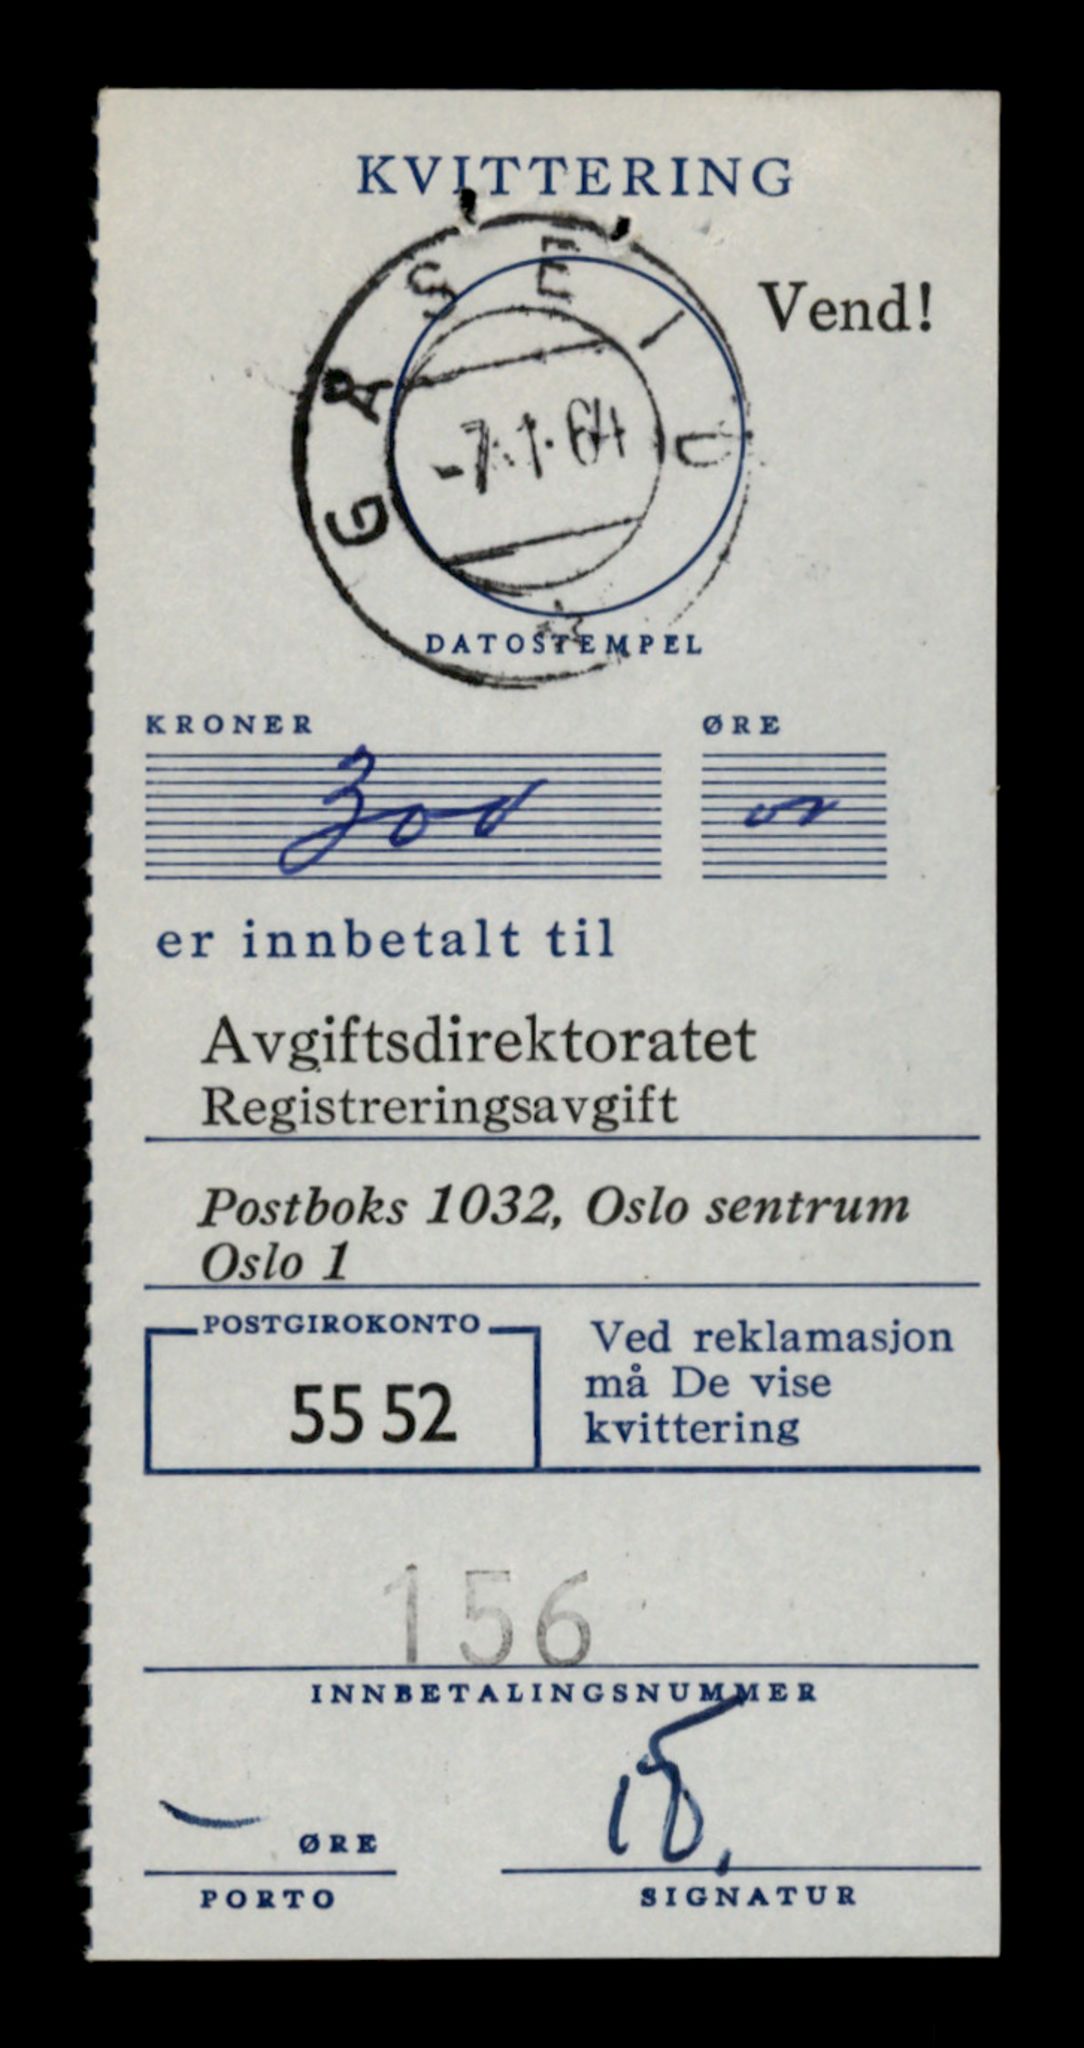 KVITTERING
Vend!
GÅSEID
-7.1.64
DATOSTEMPEL
KRONER ØRE
300 00
er innbetalt til
Avgiftsdirektoratet
Registreringsavgift
Postboks 1032, Oslo sentrum
Oslo 1
POSTGIROKONTO
55 52
Ved reklamasjon
må De vise
kvittering
156
INNBETALINGSNUMMER
ØRE
PORTO
SIGNATUR